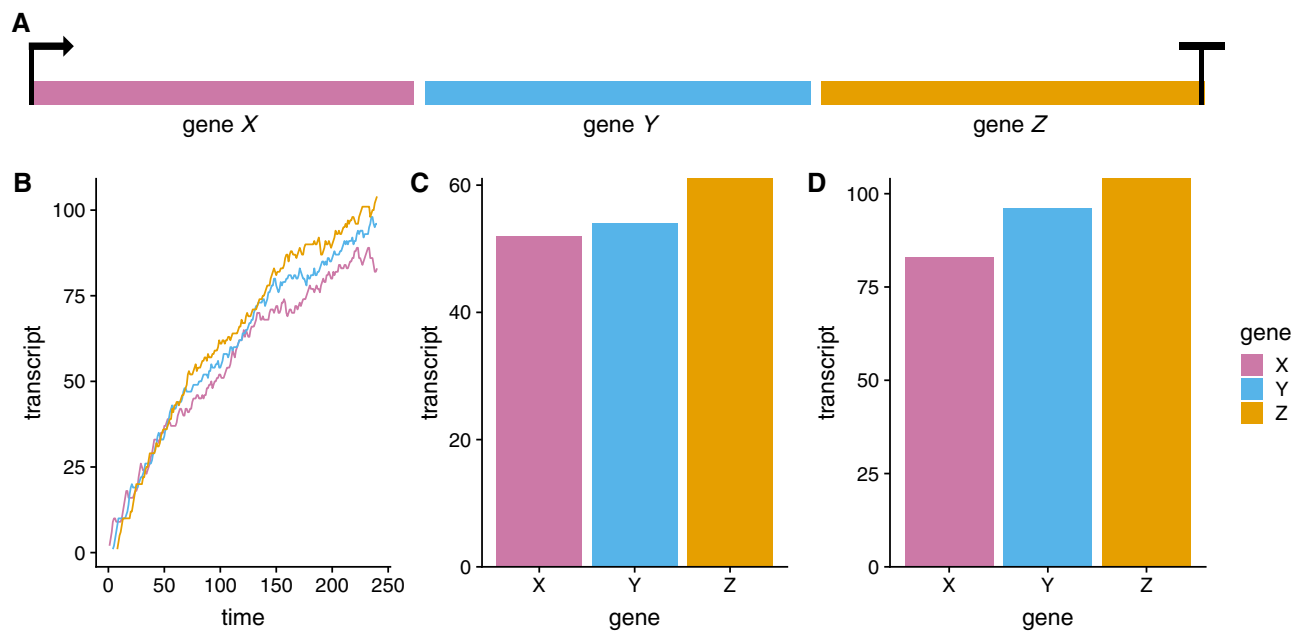 A
gene X
gene Y
gene Z
B
transcript
100
75
50
25
0
0 50 100 150 200 250
time
C
transcript
60
40
20
0
X Y Z
gene
D
transcript
100
75
50
25
0
X Y Z
gene
gene
X
Y
Z